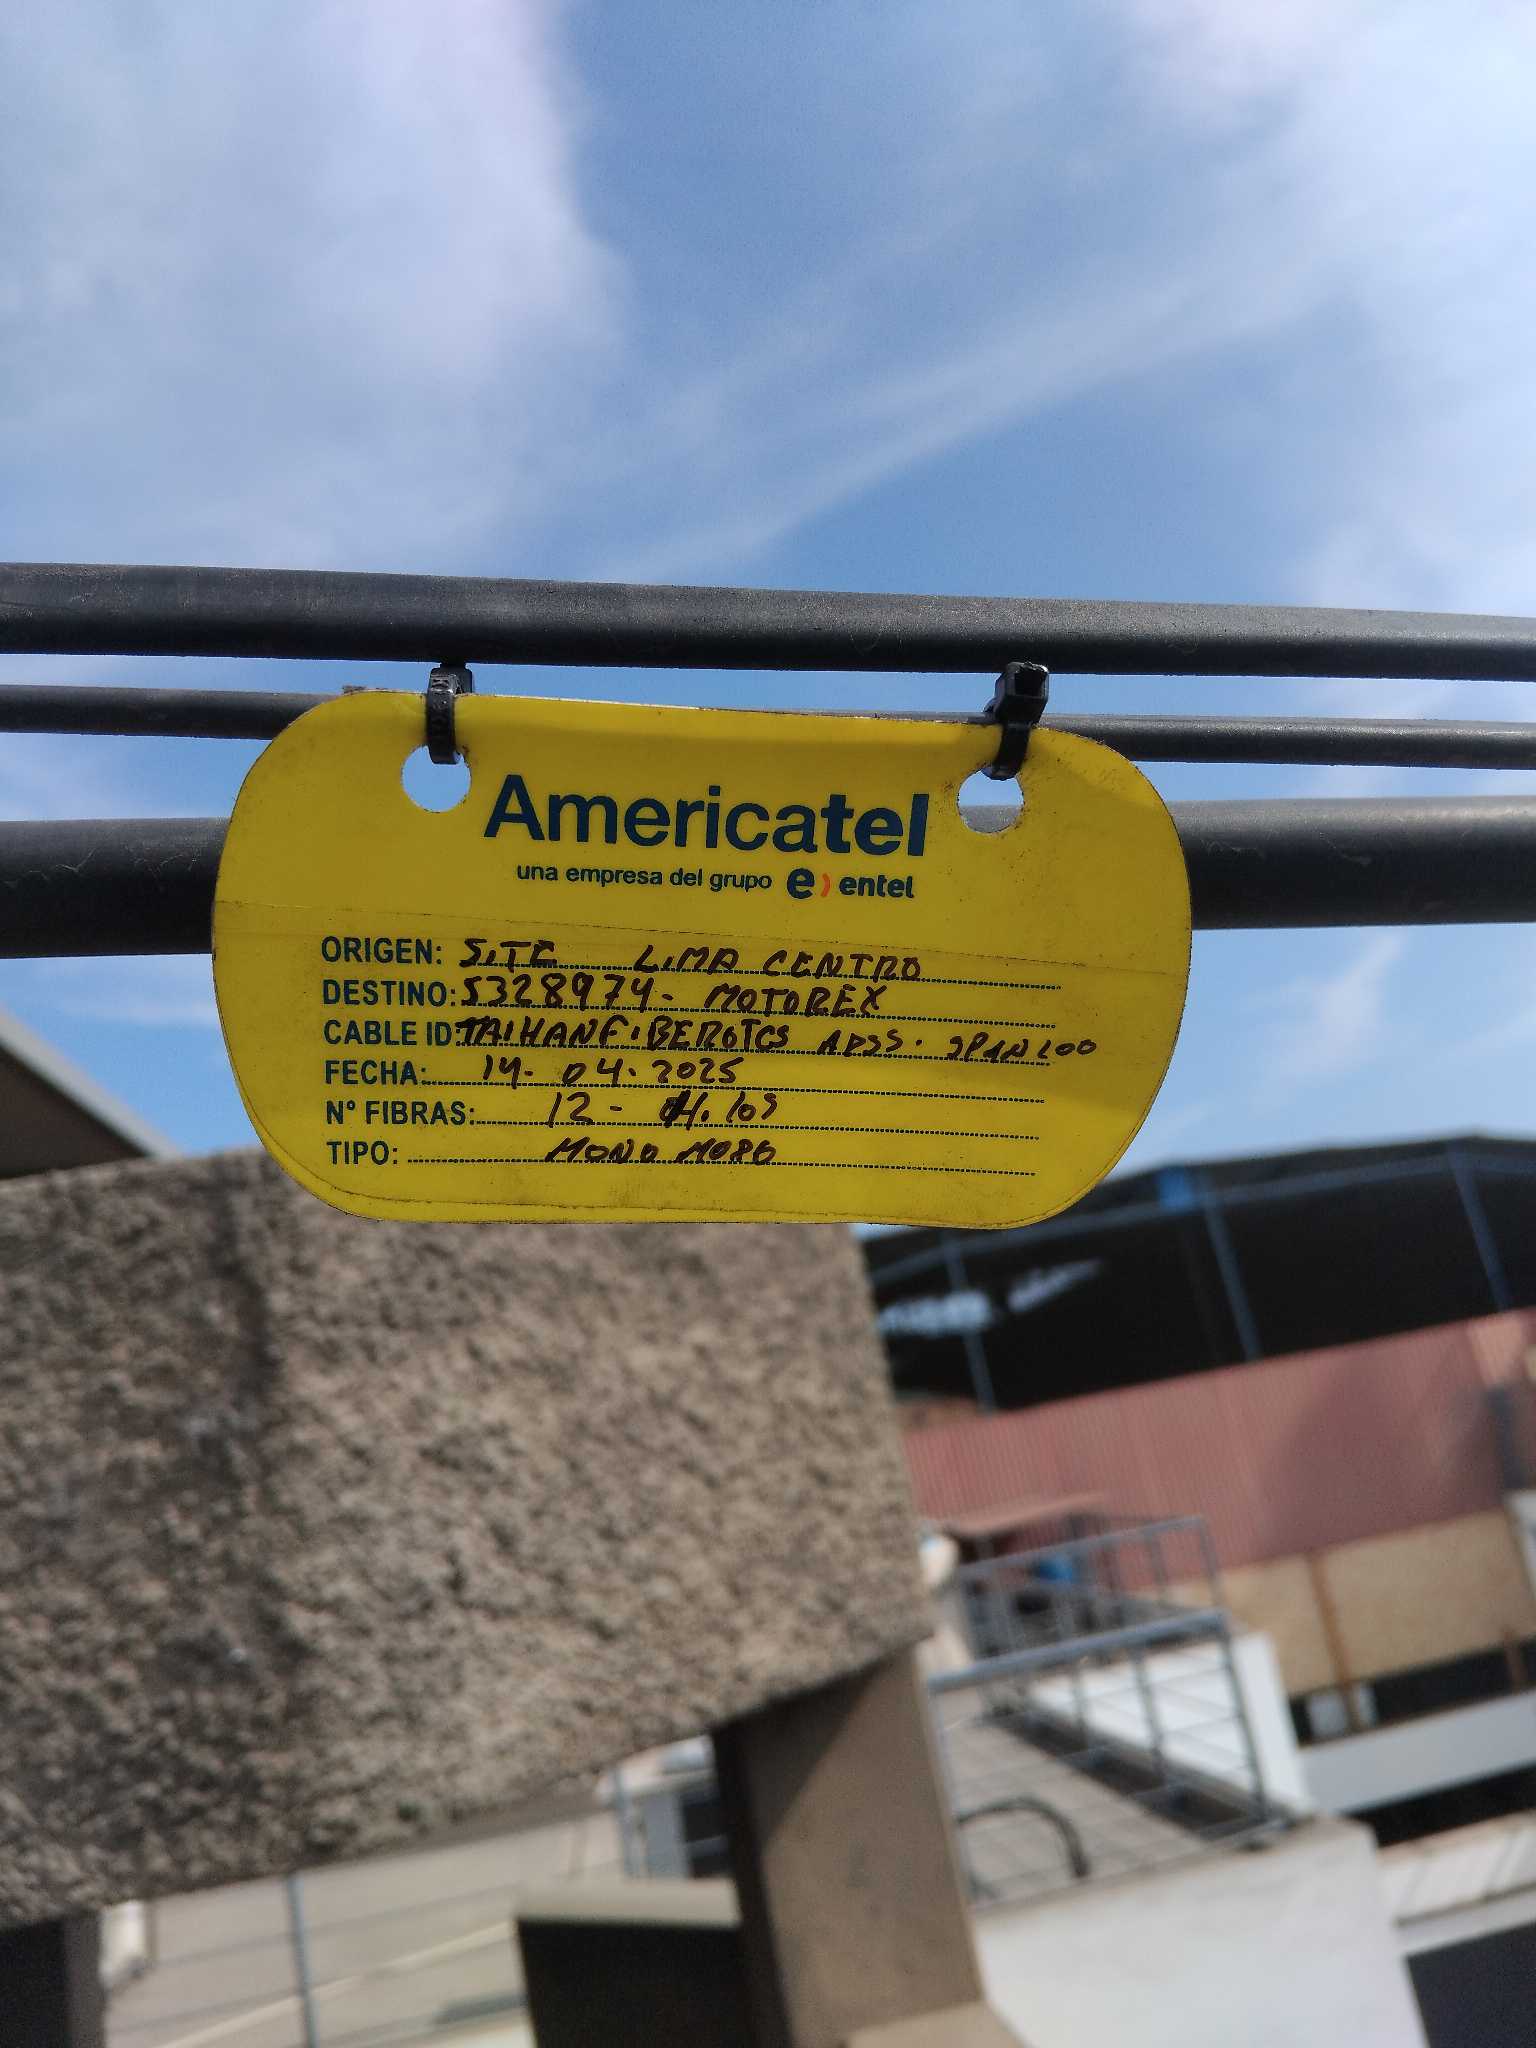 Americatel
una empresa del grupo e) entel
ORIGEN: SITE LIMA CENTRO
DESTINO: 5328974- MOTOREX
CABLE ID: TAIHANFIBEROTCS ADSS. SPAN 100
FECHA: 14- 04. 2025
Nº FIBRAS: 12- H. los
TIPO: MONO MODO